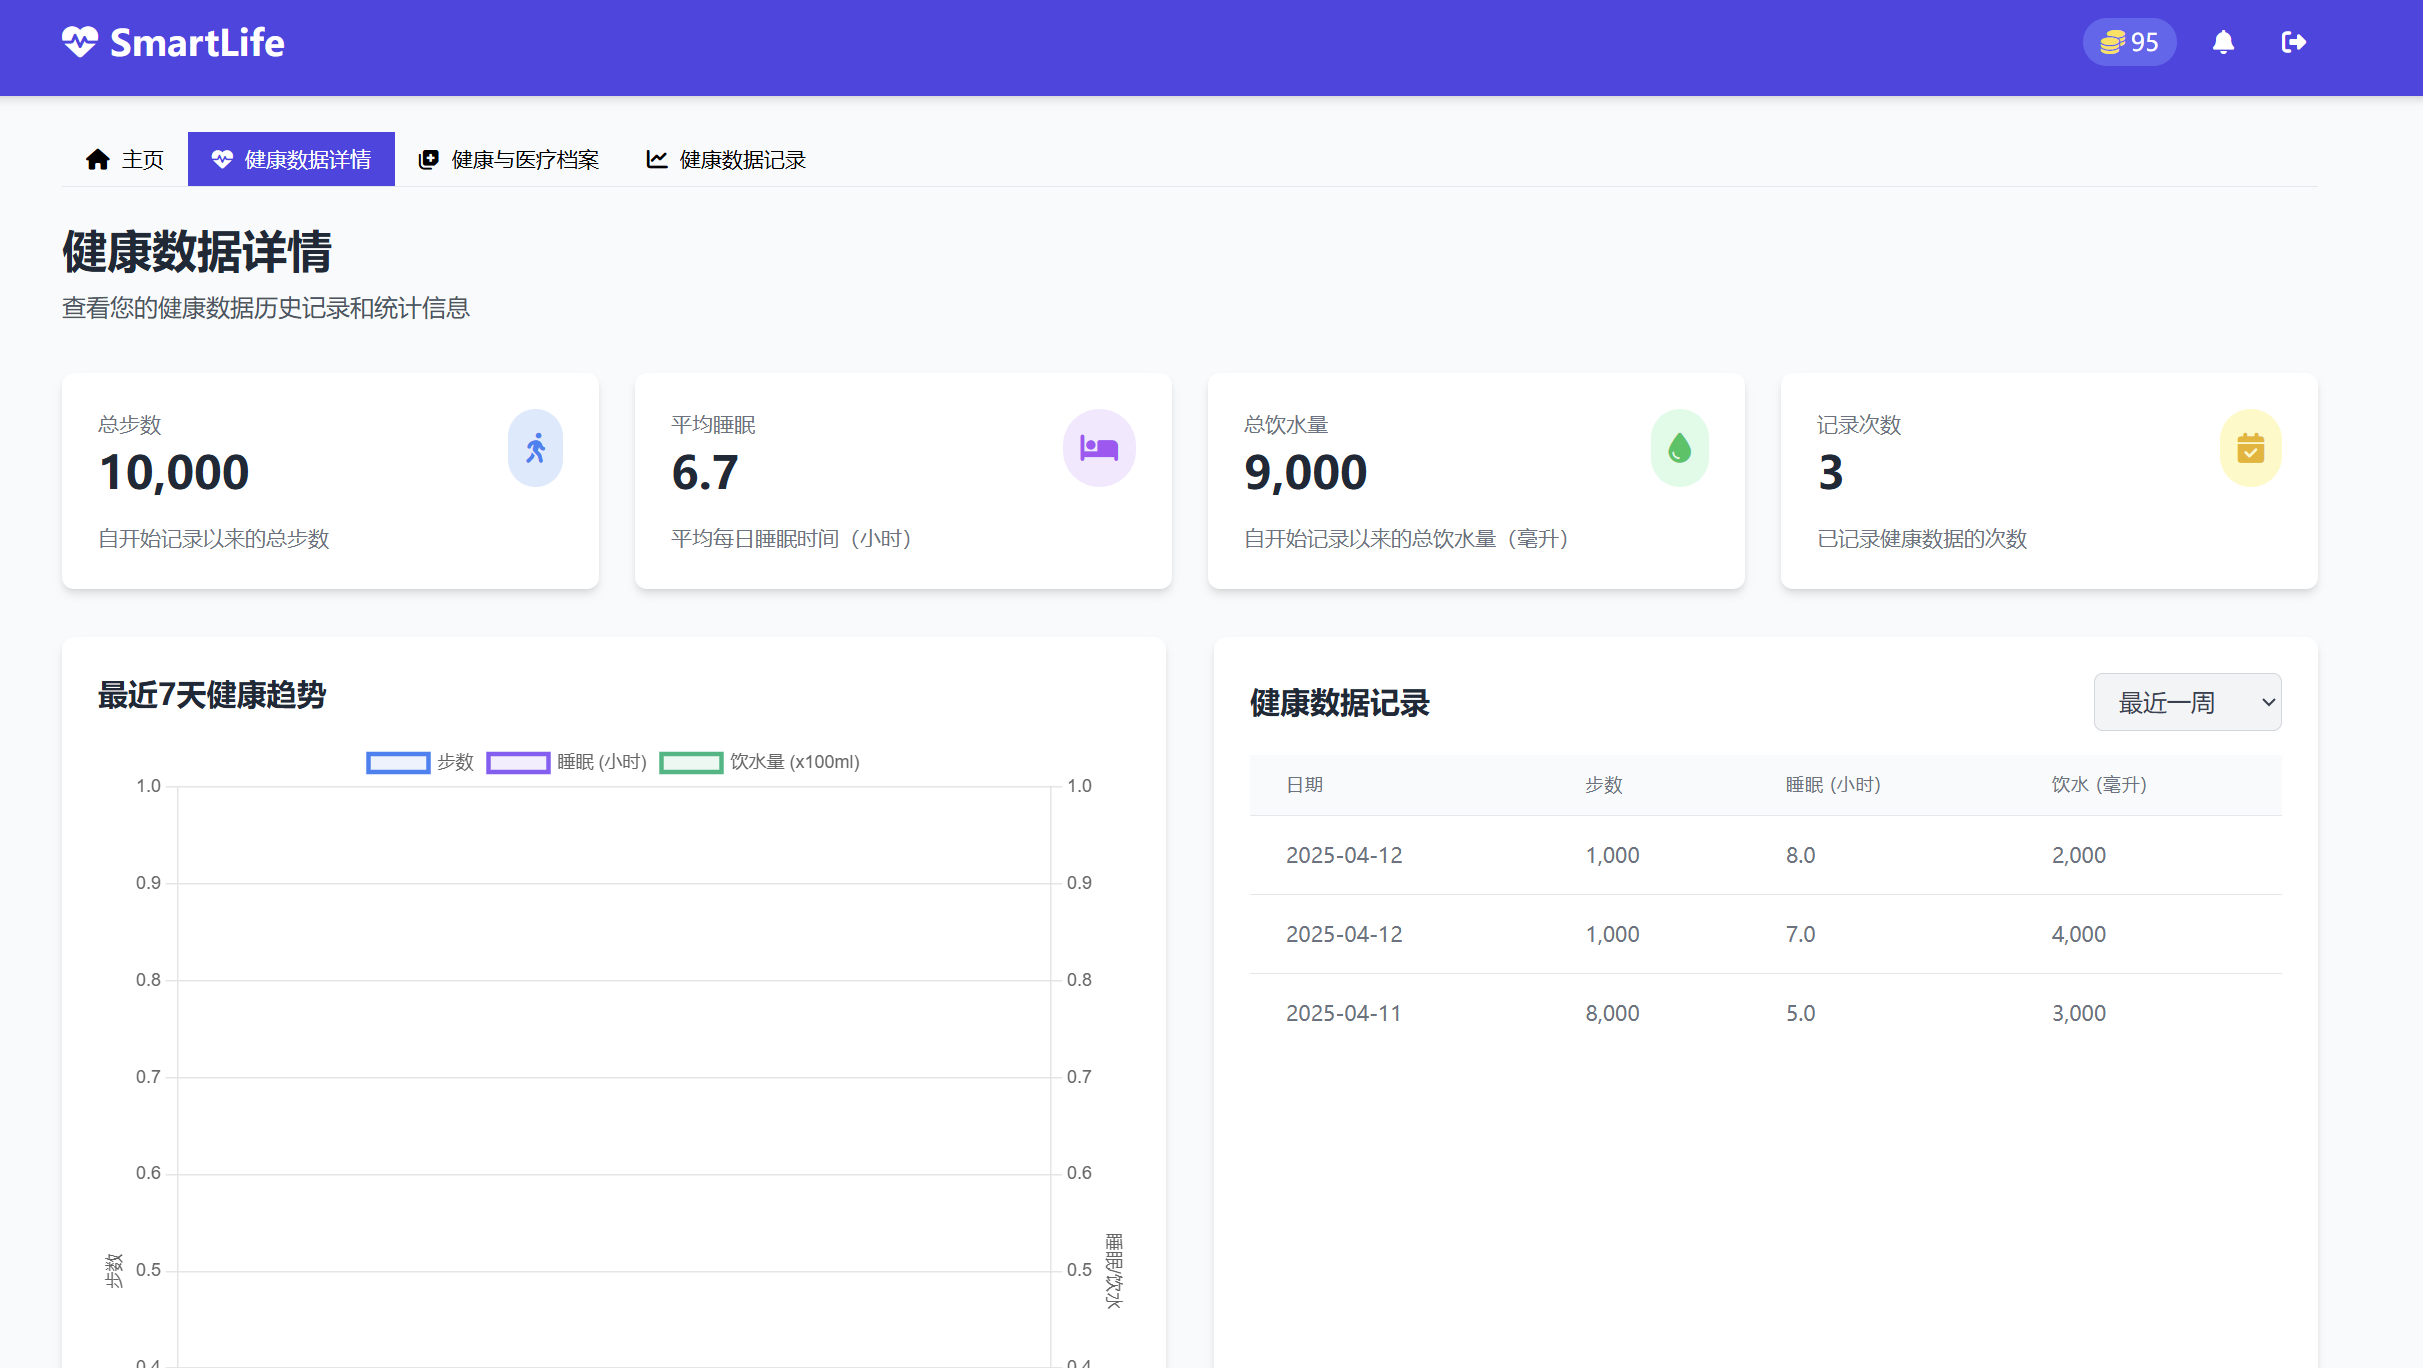 SmartLife
95
主页
健康数据详情
健康与医疗档案
健康数据记录
健康数据详情
查看您的健康数据历史记录和统计信息
总步数
10,000
自开始记录以来的总步数
平均睡眠
6.7
平均每日睡眠时间（小时）
总饮水量
9,000
自开始记录以来的总饮水量（毫升）
记录次数
3
已记录健康数据的次数
最近7天健康趋势
步数
睡眠 (小时)
饮水量 (x100ml)
1.0
0.9
0.8
0.7
0.6
0.5
0.4
步数
1.0
0.9
0.8
0.7
0.6
0.5
0.4
睡眠/饮水
健康数据记录
最近一周
日期 步数 睡眠 (小时) 饮水 (毫升)
2025-04-12 1,000 8.0 2,000
2025-04-12 1,000 7.0 4,000
2025-04-11 8,000 5.0 3,000